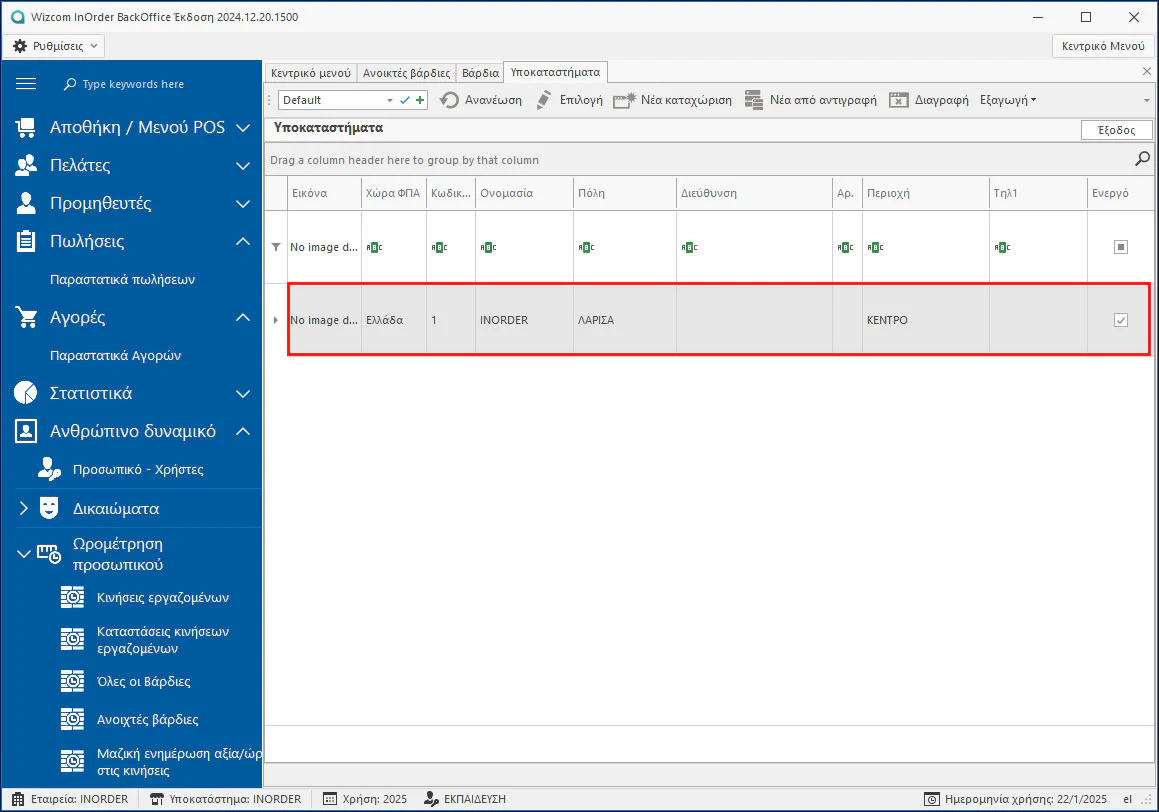 Wizcom InOrder BackOffice Έκδοση 2024.12.20.1500
Ρυθμίσεις
Κεντρικό Μενού
Type keywords here
Αποθήκη / Μενού POS
Πελάτες
Προμηθευτές
Πωλήσεις
Παραστατικά πωλήσεων
Αγορές
Παραστατικά Αγορών
Στατιστικά
Ανθρώπινο δυναμικό
Προσωπικό - Χρήστες
Δικαιώματα
Ωρομέτρηση
προσωπικού
Κινήσεις εργαζομένων
Καταστάσεις κινήσεων
εργαζομένων
Όλες οι Βάρδιες
Ανοιχτές βάρδιες
Μαζική ενημέρωση αξία/ώρ
στις κινήσεις
Κεντρικό μενού Ανοικτές βάρδιες Βάρδια Υποκαταστήματα
Default Ανανέωση Επιλογή Νέα καταχώριση Νέα από αντιγραφή Διαγραφή Εξαγωγή
Υποκαταστήματα
Έξοδος
Drag a column header here to group by that column
Εικόνα Χώρα ΦΠΑ Κωδικ... Ονομασία Πόλη Διεύθυνση Αρ. Περιοχή Τηλ1 Ενεργό
No image d... ABC ABC ABC ABC ABC ABC ABC ABC
No image d... Ελλάδα 1 INORDER ΛΑΡΙΣΑ ΚΕΝΤΡΟ
Εταιρεία: INORDER Υποκατάστημα: INORDER Χρήση: 2025 ΕΚΠΑΙΔΕΥΣΗ Ημερομηνία χρήσης: 22/1/2025 el